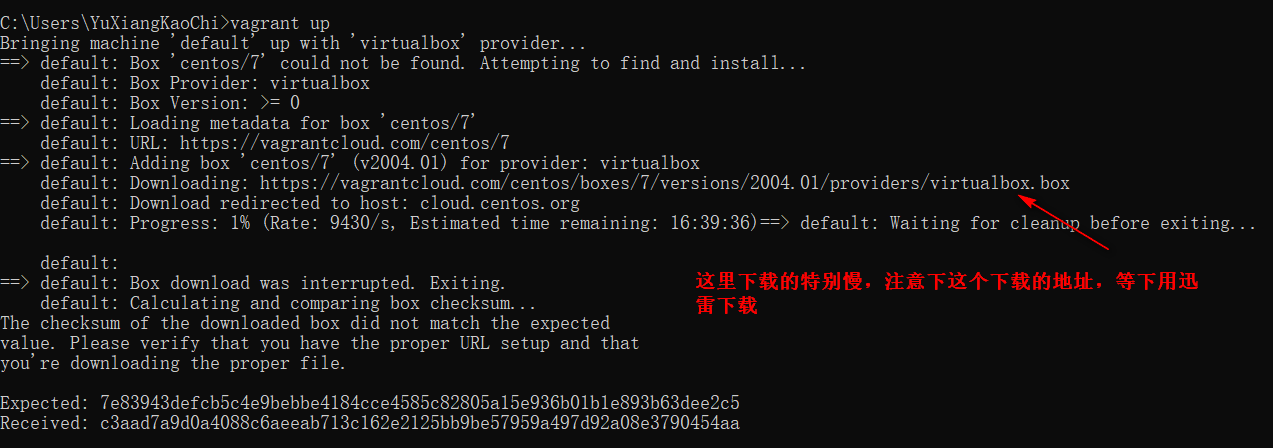 C:\Users\YuXiangKaoChi>vagrant up
Bringing machine 'default' up with 'virtualbox' provider...
==> default: Box 'centos/7' could not be found. Attempting to find and install...
    default: Box Provider: virtualbox
    default: Box Version: >= 0
==> default: Loading metadata for box 'centos/7'
    default: URL: https://vagrantcloud.com/centos/7
==> default: Adding box 'centos/7' (v2004.01) for provider: virtualbox
    default: Downloading: https://vagrantcloud.com/centos/boxes/7/versions/2004.01/providers/virtualbox.box
    default: Download redirected to host: cloud.centos.org
    default: Progress: 1% (Rate: 9430/s, Estimated time remaining: 16:39:36)==> default: Waiting for cleanup before exiting...
    default:
==> default: Box download was interrupted. Exiting.
    default: Calculating and comparing box checksum...
这里下载的特别慢，注意下这个下载的地址，等下用迅
雷下载
The checksum of the downloaded box did not match the expected
value. Please verify that you have the proper URL setup and that
you're downloading the proper file.
Expected: 7e83943defcb5c4e9bebbe4184cce4585c82805a15e936b01b1e893b63dee2c5
Received: c3aad7a9d0a4088c6aeeab713c162e2125bb9be57959a497d92a08e3790454aa